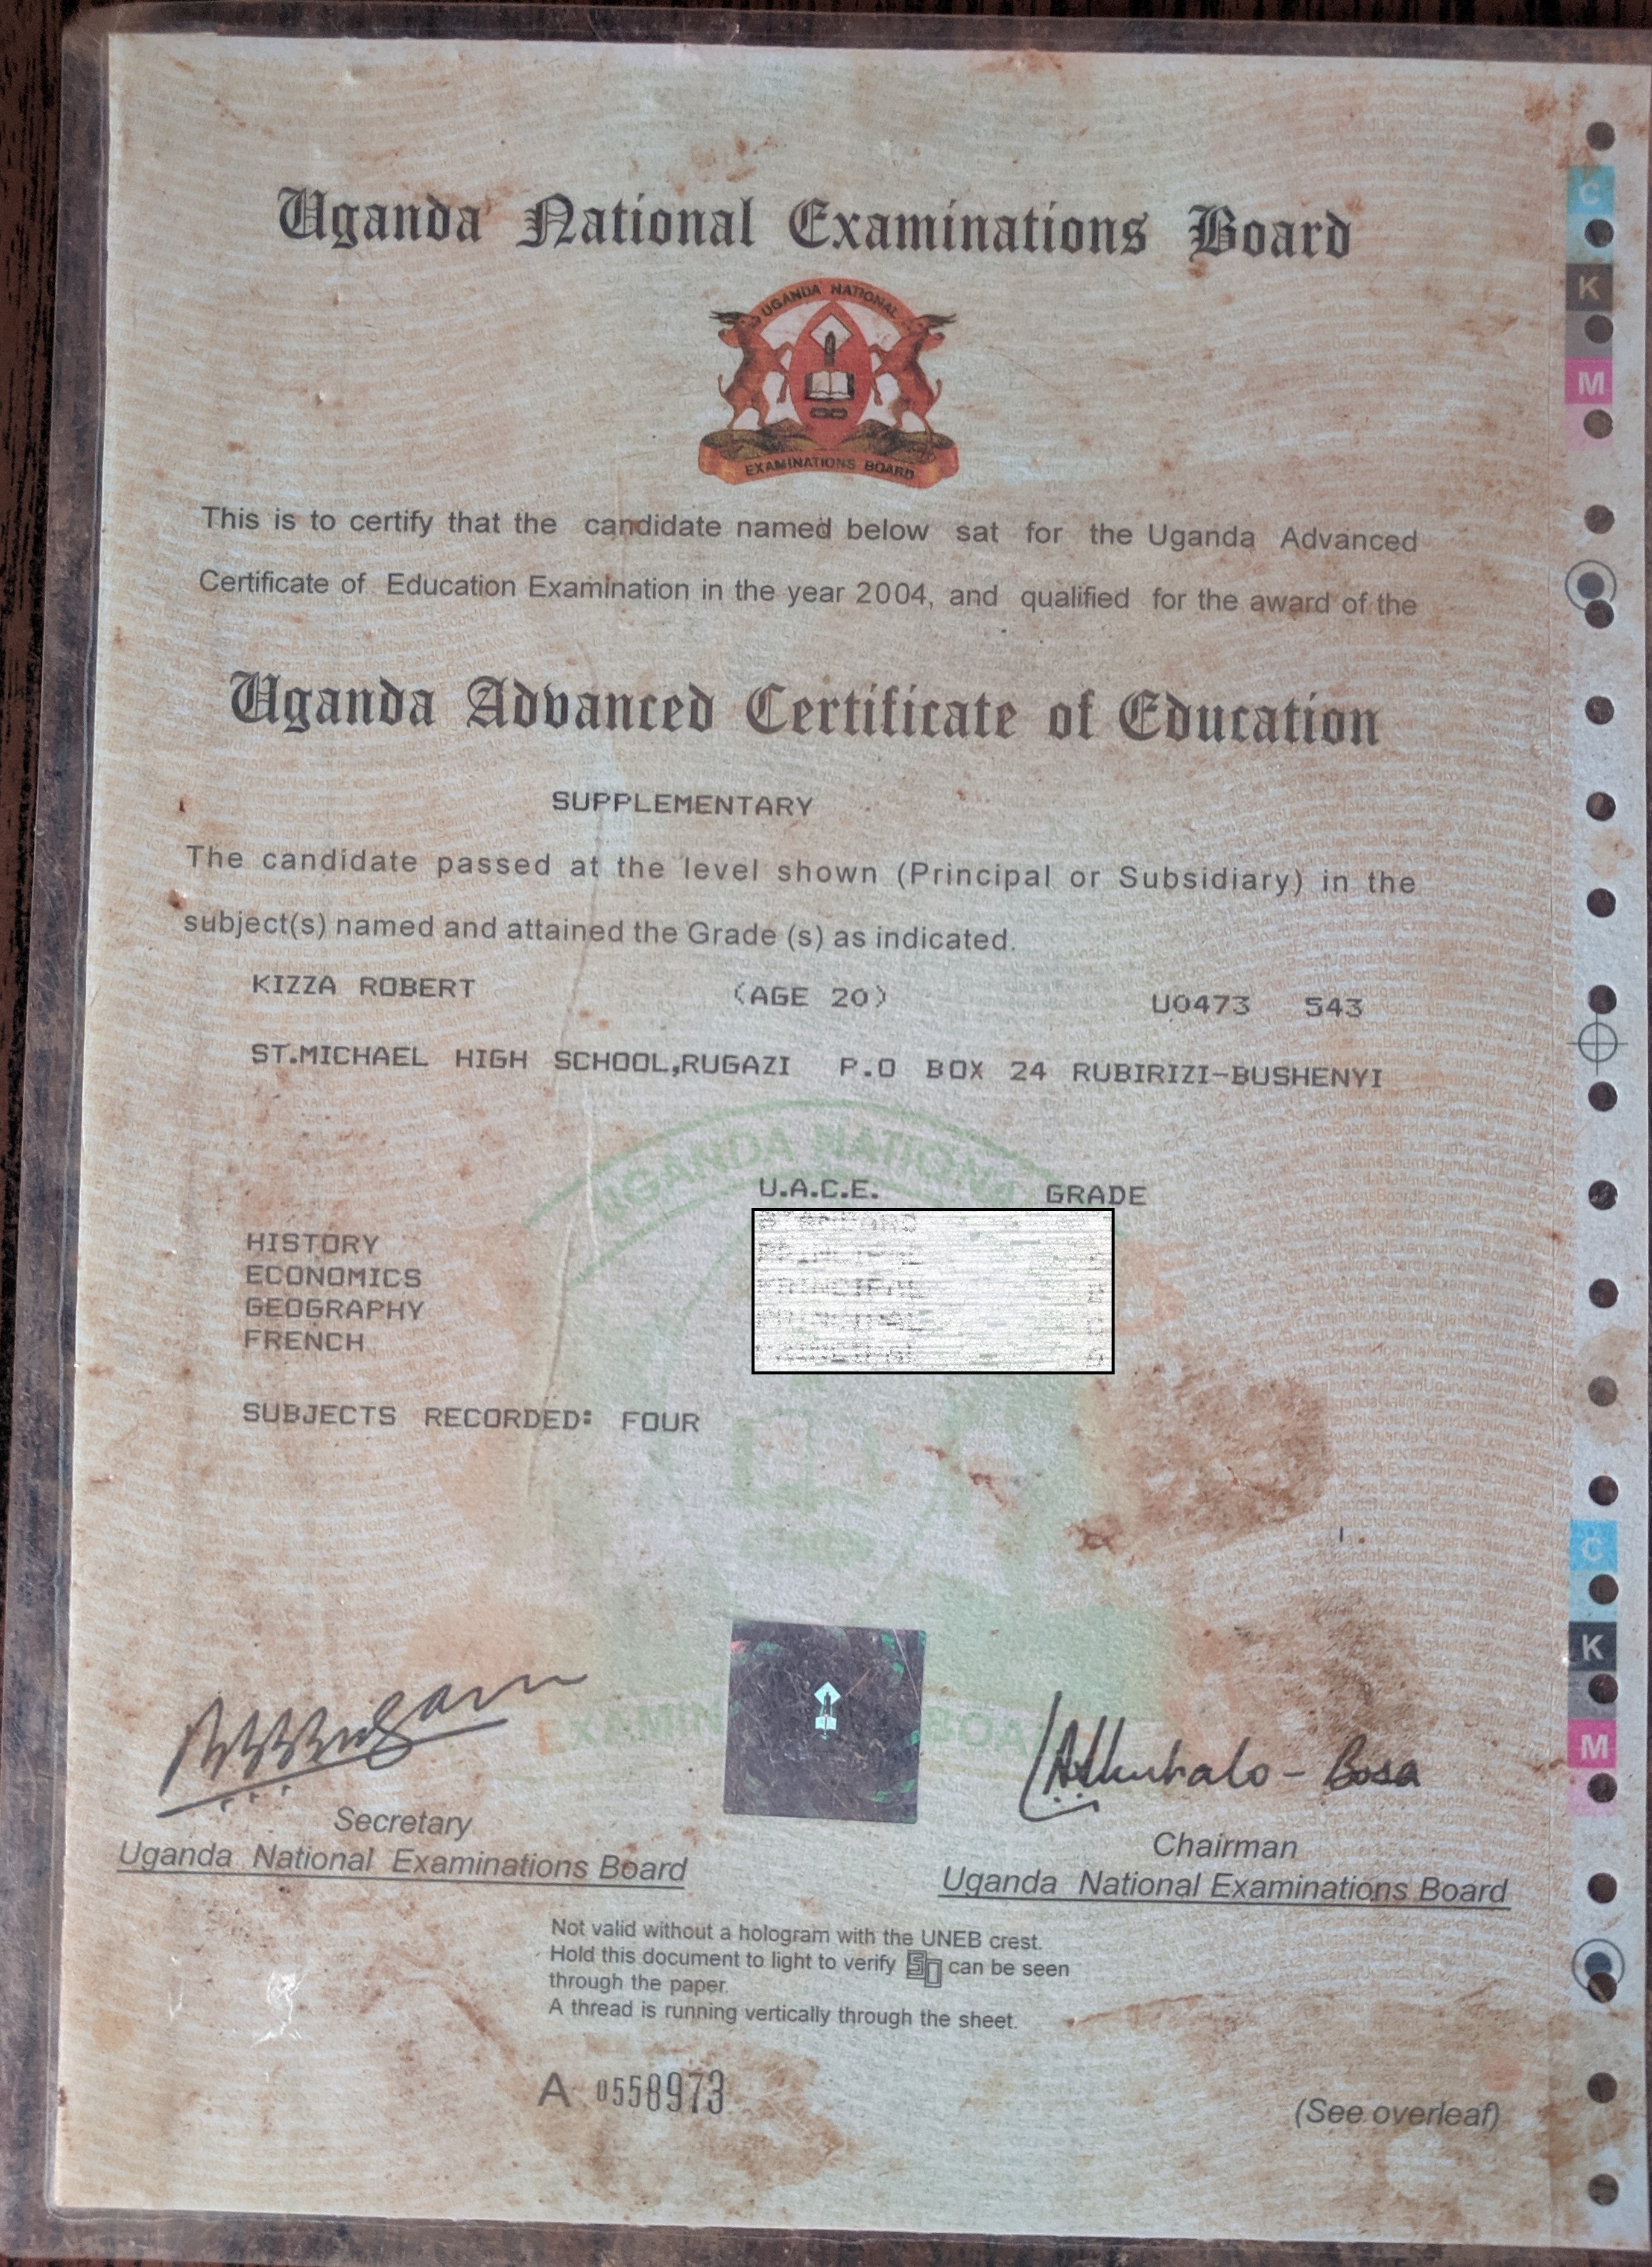 Uganda National Examinations Board
UGANDA NATIONAL
EXAMINATIONS BOARD
This is to certify that the candidate named below sat for the Uganda Advanced
Certificate of Education Examination in the year 2004, and qualified for the award of the
Uganda Advanced Certificate of Education
SUPPLEMENTARY
The candidate passed at the level shown (Principal or Subsidiary) in the
subject(s) named and attained the Grade (s) as indicated.
KIZZA ROBERT (AGE 20) U0473 543
ST.MICHAEL HIGH SCHOOL,RUGAZI P.O BOX 24 RUBIRIZI-BUSHENYI
UGANDA NATIONA
U.A.C.E. GRADE
HISTORY
ECONOMICS
GEOGRAPHY
FRENCH
SUBJECTS RECORDED: FOUR
EXAMIN BOA
Bosa
Secretary
Uganda National Examinations Board
Chairman
Uganda National Examinations Board
Not valid without a hologram with the UNEB crest.
Hold this document to light to verify can be seen
through the paper.
A thread is running vertically through the sheet.
A 0558973
(See overleaf)
C
K
M
C
K
M